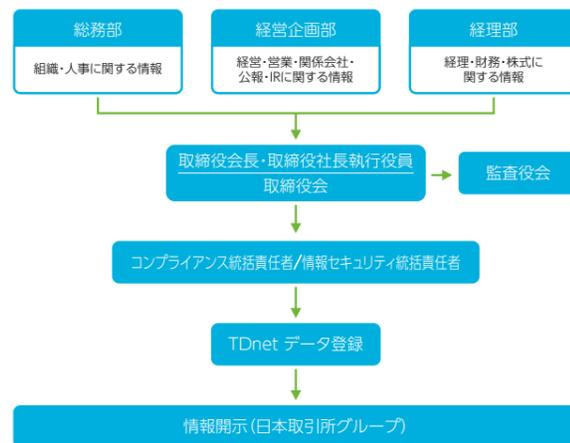 総務部
組織・人事に関する情報
経営企画部
経営・営業・関係会社・
公報・IRに関する情報
経理部
経理・財務・株式に
関する情報
取締役会長・取締役社長執行役員
取締役会
監査役会
コンプライアンス統括責任者/情報セキュリティ統括責任者
TDnet データ登録
情報開示(日本取引所グループ)